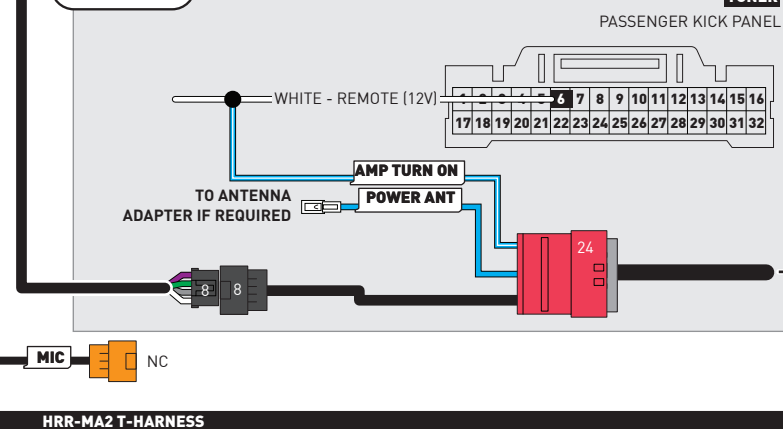 TUNER
PASSENGER KICK PANEL
WHITE - REMOTE (12V)
1 2 3 4 5 6 7 8 9 10 11 12 13 14 15 16
17 18 19 20 21 22 23 24 25 26 27 28 29 30 31 32
AMP TURN ON
TO ANTENNA
ADAPTER IF REQUIRED
POWER ANT
24
8 8
MIC NC
HRR-MA2 T-HARNESS